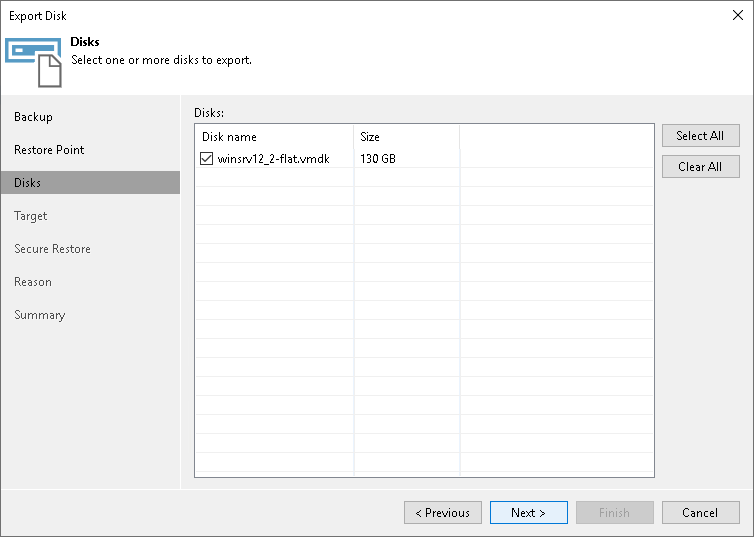 Export Disk
Disks
Select one or more disks to export.
Backup
Restore Point
Disks
Target
Secure Restore
Reason
Summary
Disks:
Disk name Size
winsrv12_2-flat.vmdk 130 GB
Select All
Clear All
< Previous Next > Finish Cancel